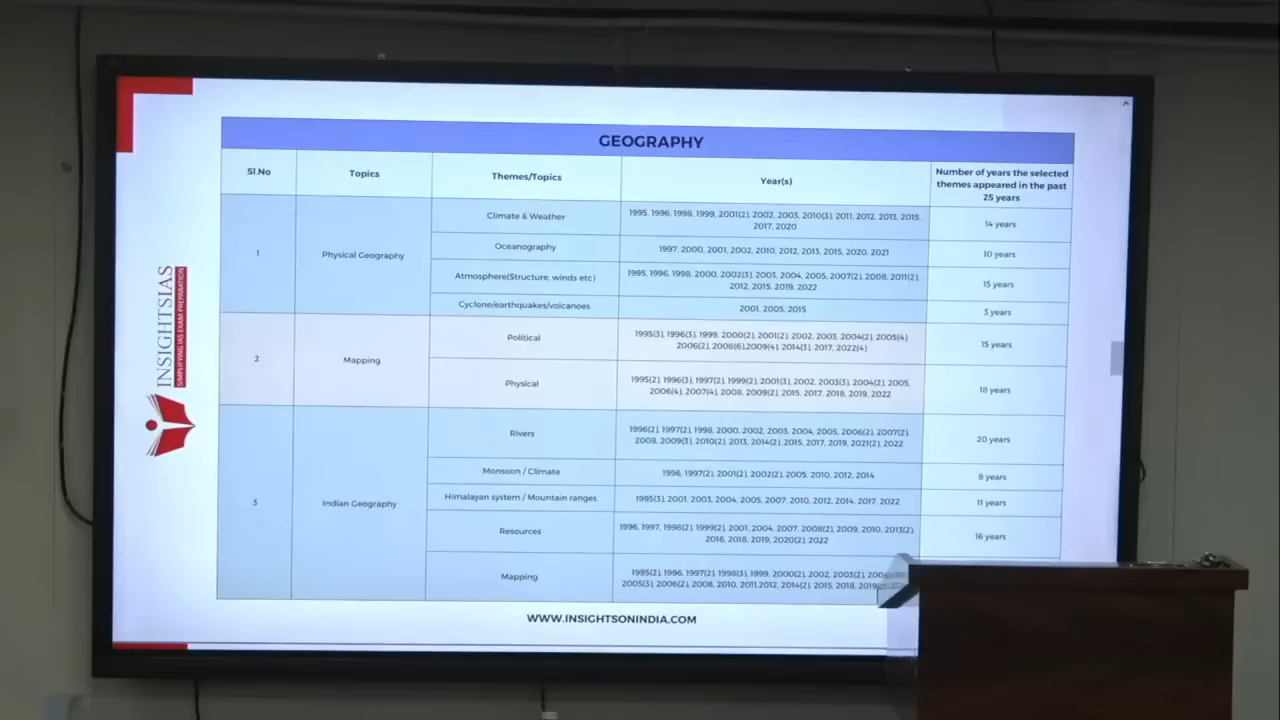 GEOGRAPHY
Sl.No
Topics
Themes/Topics
Year(s)
Number of years the selected
themes appeared in the past
25 years
1
Physical Geography
Climate & Weather
1995, 1996, 1998, 1999, 2001(2), 2002, 2003, 2010(3), 2011, 2012, 2013, 2015,
2017, 2020
14 years
Oceanography
1997, 2000, 2001, 2002, 2010, 2012, 2013, 2015, 2020, 2021
10 years
Atmosphere(Structure, winds etc)
1995, 1996, 1998, 2000, 2002(3), 2003, 2004, 2005, 2007(2), 2008, 2011(2),
2012, 2015, 2019, 2022
15 years
Cyclone/earthquakes/volcanoes
2001, 2005, 2015
3 years
2
Mapping
Political
1995(3), 1996(3), 1999, 2000(2), 2001(2), 2002, 2003, 2004(2), 2005(4),
2006(2), 2008(6),2009(4), 2014(3), 2017, 2022(4)
15 years
Physical
1995(2), 1996(3), 1997(2), 1999(2), 2001(3), 2002, 2003(3), 2004(2), 2005,
2006(4), 2007(4), 2008, 2009(2), 2015, 2017, 2018, 2019, 2022
18 years
3
Indian Geography
Rivers
1996(2), 1997(2), 1998, 2000, 2002, 2003, 2004, 2005, 2006(2), 2007(2),
2008, 2009(3), 2010(2), 2013, 2014(2), 2015, 2017, 2019, 2021(2), 2022
20 years
Monsoon / Climate
1996, 1997(2), 2001(2), 2002(2), 2005, 2010, 2012, 2014
8 years
Himalayan system / Mountain ranges
1995(3), 2001, 2003, 2004, 2005, 2007, 2010, 2012, 2014, 2017, 2022
11 years
Resources
1996, 1997, 1998(2), 1999(2), 2001, 2004, 2007, 2008(2), 2009, 2010, 2013(2),
2016, 2018, 2019, 2020(2), 2022
16 years
Mapping
1995(2), 1996, 1997(2), 1998(3), 1999, 2000(2), 2002, 2003(2),
2005(3), 2006(2), 2008, 2010, 2011,2012, 2014(2), 2015, 2018, 2019
INSIGHTSIAS
SIMPLIFYING IAS EXAM PREPARATION
WWW.INSIGHTSONINDIA.COM